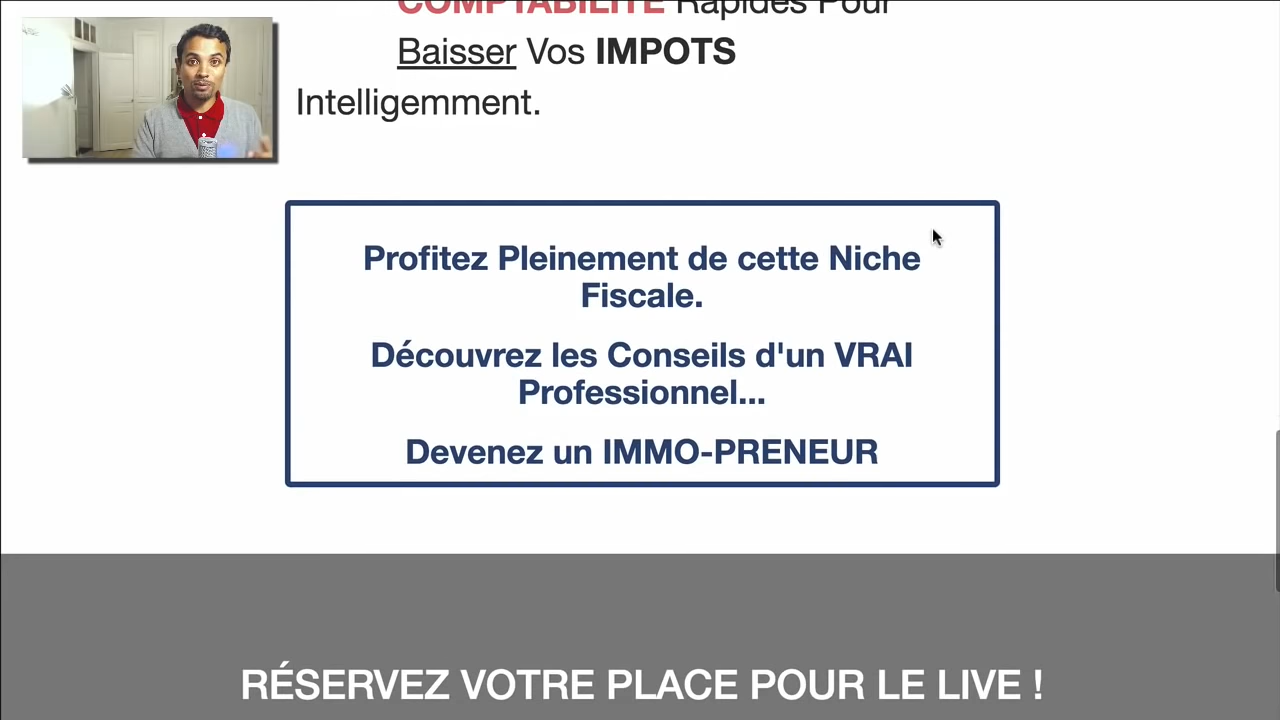 COMPTABILITE Rapides Pour
Baisser Vos IMPOTS
Intelligemment.
Profitez Pleinement de cette Niche
Fiscale.
Découvrez les Conseils d'un VRAI
Professionnel...
Devenez un IMMO-PRENEUR
RÉSERVEZ VOTRE PLACE POUR LE LIVE !